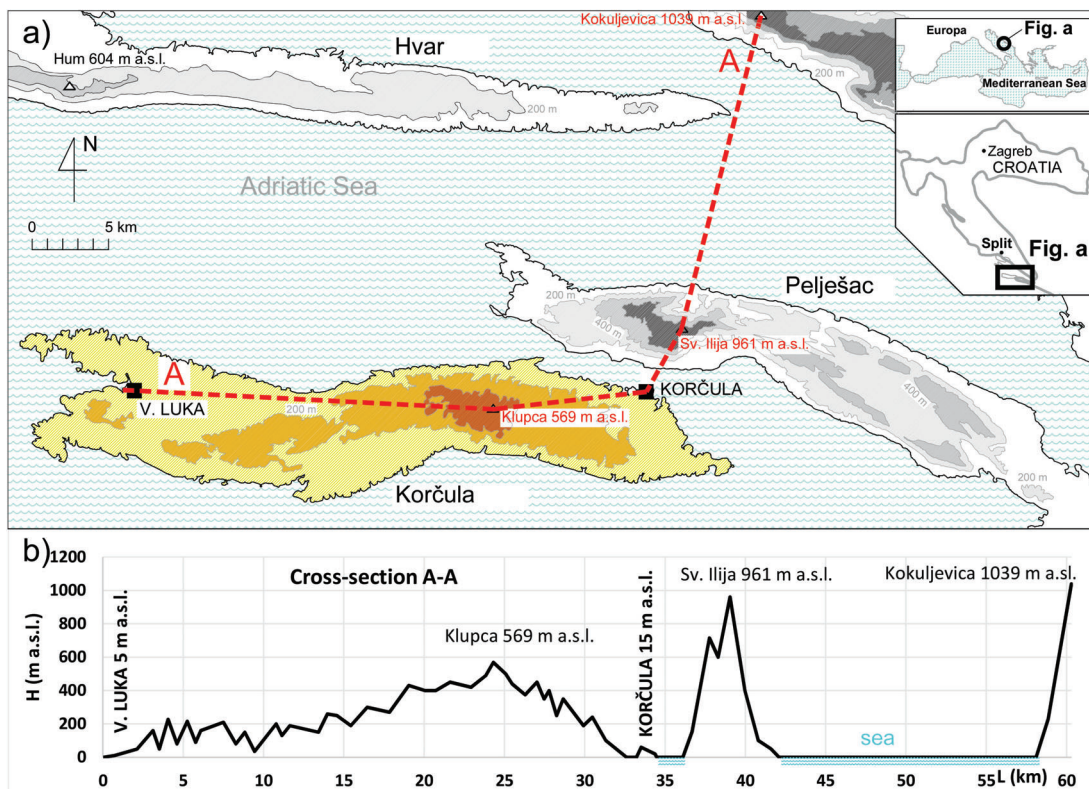 a)
Kokuljevica 1039 m a.s.l.
Hvar
Hum 604 m a.s.l.
A
200 m
200 m
Europa
Fig. a
Mediterranean Sea
N
Adriatic Sea
0 5 km
Zagreb
CROATIA
Split
Fig. a
Pelješac
200 m
200 m
400 m
Sv. Ilija 961 m a.s.l.
A
KORČULA
V. LUKA
400 m
200 m
Klupca 569 m a.s.l.
Korčula
200 m
b)
1200
1000
800
600
400
200
0
H (m a.s.l.)
Cross-section A-A
V. LUKA 5 m a.s.l.
Klupca 569 m a.s.l.
KORČULA 15 m a.s.l.
Sv. Ilija 961 m a.s.l.
Kokuljevica 1039 m a.sl.
sea
0 5 10 15 20 25 30 35 40 45 50 55 L (km) 60